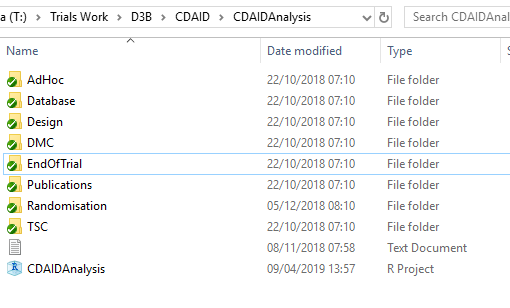 a (T:) > Trials Work > D3B > CDAID > CDAIDAnalysis
Search CDAIDAnal
Name Date modified Type
AdHoc 22/10/2018 07:10 File folder
Database 22/10/2018 07:10 File folder
Design 22/10/2018 07:10 File folder
DMC 22/10/2018 07:10 File folder
EndOfTrial 22/10/2018 07:10 File folder
Publications 22/10/2018 07:10 File folder
Randomisation 05/12/2018 08:10 File folder
TSC 22/10/2018 07:10 File folder
08/11/2018 07:58 Text Document
CDAIDAnalysis 09/04/2019 13:57 R Project